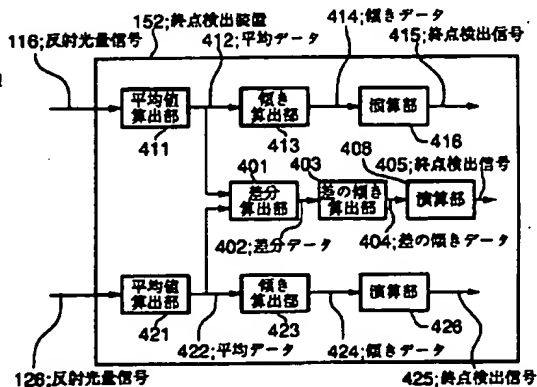 152;終点検出装置
414;傾きデータ
412;平均データ
415;終点検出信号
116;反射光量信号
平均値
算出部
411
傾き
算出部
413
演算部
416
401
403
408
405;終点検出信号
差分
算出部
差の傾き
算出部
演算部
402;差分データ
404;差の傾きデータ
平均値
算出部
421
傾き
算出部
423
演算部
426
126;反射光量信号
422;平均データ
424;傾きデータ
425;終点検出信号